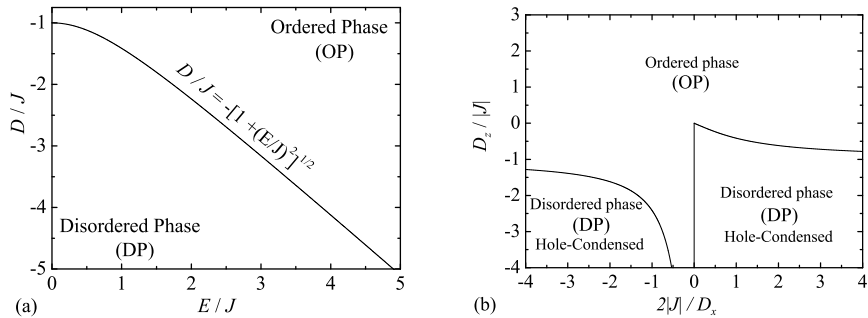 -1
-2
-3
-4
-5
D / J
Ordered Phase
(OP)
D / J = -[1 +(E/J)^2]^1/2
Disordered Phase
(DP)
0 1 2 3 4 5
E / J
(a)
3
2
1
0
-1
-2
-3
-4
D_z / |J|
Ordered phase
(OP)
Disordered phase
(DP)
Hole-Condensed
Disordered phase
(DP)
Hole-Condensed
-4 -3 -2 -1 0 1 2 3 4
2|J| / D_x
(b)